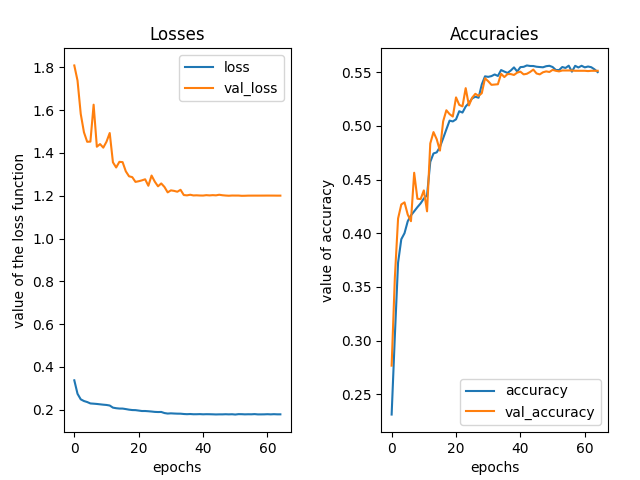 Losses
value of the loss function
1.8
1.6
1.4
1.2
1.0
0.8
0.6
0.4
0.2
loss
val_loss
0
20
40
60
epochs
Accuracies
value of accuracy
0.55
0.50
0.45
0.40
0.35
0.30
0.25
accuracy
val_accuracy
0
20
40
60
epochs